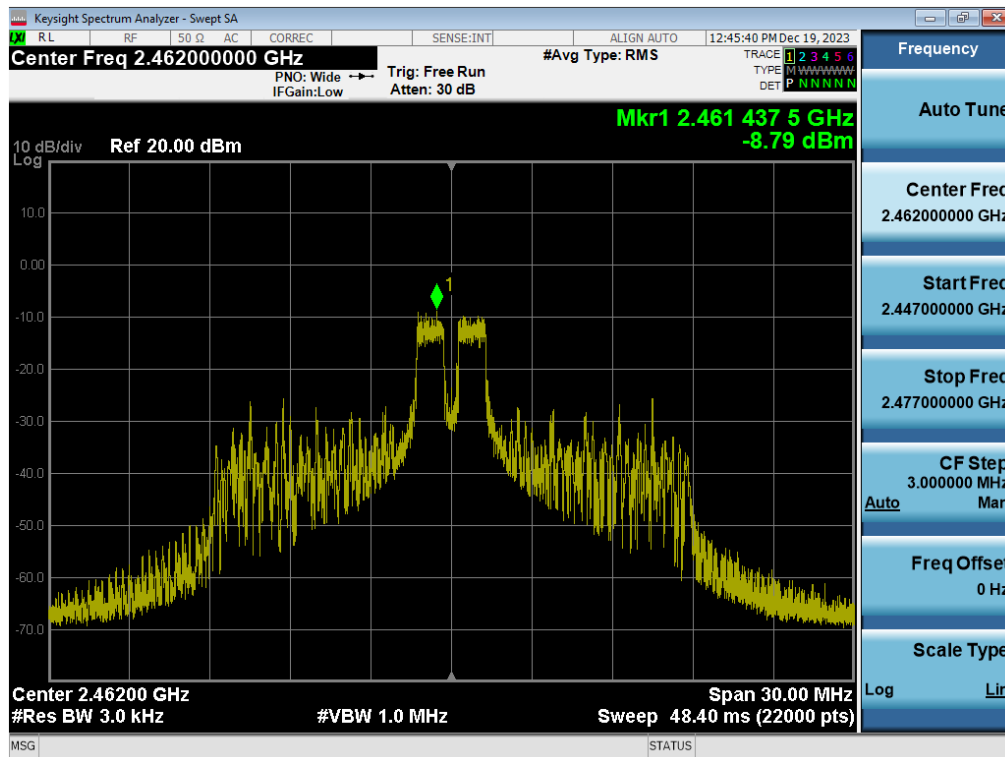 Keysight Spectrum Analyzer - Swept SA
LXI RL RF 50 Ω AC CORREC SENSE:INT ALIGN AUTO 12:45:40 PM Dec 19, 2023
Center Freq 2.462000000 GHz
#Avg Type: RMS
TRACE 1 2 3 4 5 6
PNO: Wide
Trig: Free Run
TYPE M W W W W W
IFGain:Low
Atten: 30 dB
DET P N N N N N
Mkr1 2.461 437 5 GHz
-8.79 dBm
10 dB/div
Log
Ref 20.00 dBm
10.0
0.00
1
-10.0
-20.0
-30.0
-40.0
-50.0
-60.0
-70.0
Center 2.46200 GHz
Span 30.00 MHz
#Res BW 3.0 kHz
#VBW 1.0 MHz
Sweep 48.40 ms (22000 pts)
MSG
STATUS
Frequency
Auto Tune
Center Freq
2.462000000 GHz
Start Freq
2.447000000 GHz
Stop Freq
2.477000000 GHz
CF Step
3.000000 MHz
Auto Man
Freq Offset
0 Hz
Scale Type
Log Lin